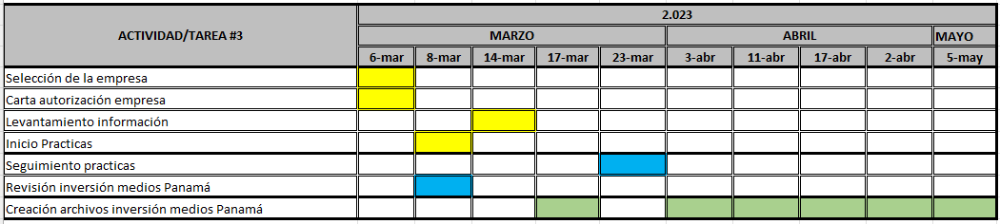 2.023
ACTIVIDAD/TAREA #3
MARZO ABRIL MAYO
6-mar 8-mar 14-mar 17-mar 23-mar 3-abr 11-abr 17-abr 2-abr 5-may
Selección de la empresa
Carta autorización empresa
Levantamiento información
Inicio Practicas
Seguimiento practicas
Revisión inversión medios Panamá
Creación archivos inversión medios Panamá